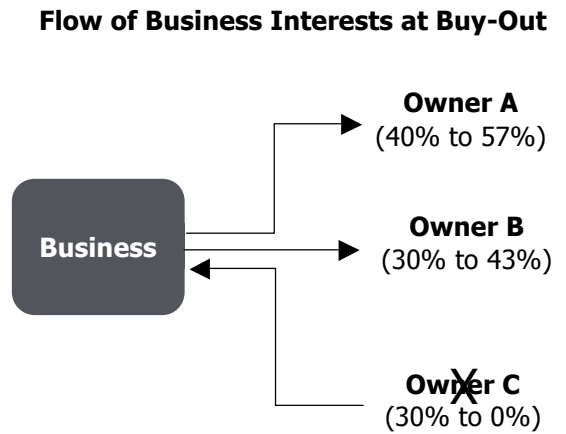 Flow of Business Interests at Buy-Out
Owner A
(40% to 57%)
Business
Owner B
(30% to 43%)
Owner C
X
(30% to 0%)